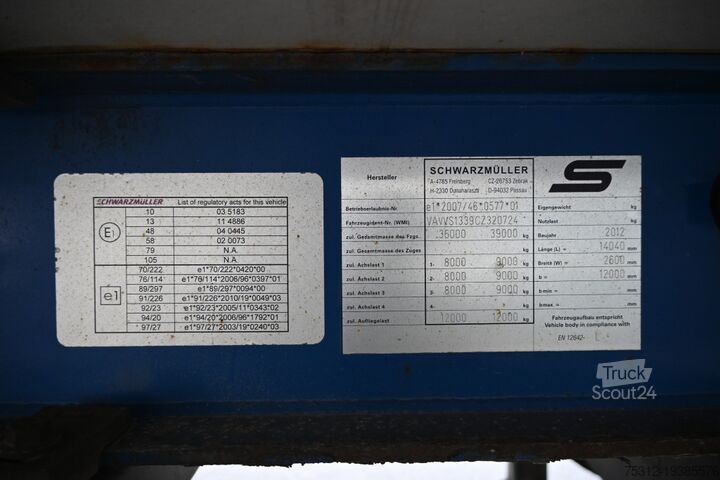 SCHWARZMÜLLER List of regulatory acts for this vehicle
10 03 5183
13 11 4886
48 04 0445
58 02 0073
79 N.A.
105 N.A.
70/222 e1*70/222*0420*00
76/114 e1*76/114*2006/96*0397*01
89/297 e1*89/297*0094*00
91/226 e1*91/226*2010/19*0049*03
92/23 e1*92/23*2005/11*0343*02
94/20 e1*94/20*2006/96*1792*01
97/27 e1*97/27*2003/19*0240*03
E1
e1
Hersteller SCHWARZMÜLLER
A-4785 Freinberg CZ-26753 Zebrak
H-2330 Dunaharaszti D-94032 Passau
S
Betriebserlaubnis-Nr. e1*2007/46*0577*01 Eigengewicht kg
Fahrzeugident-Nr. (WMI) VAVVS1339CZ320724 Nutzlast kg
zul. Gesamtmasse des Fzgs. 36000 39000 kg Baujahr 2012
zul. Gesamtmasse des Zuges kg Länge (L) = 14040 mm
zul. Achslast 1 1- 8000 9000 kg Breite (W) = 2600 mm
zul. Achslast 2 2- 8000 9000 kg b = 12000 mm
zul. Achslast 3 3- 8000 9000 kg bmax = mm
zul. Achslast 4 4- kg bmin = mm
zul. Aufliegelast 12000 12000 kg Fahrzeugaufbau entspricht
Vehicle body in compliance with
EN 12642-
Truck
Scout24